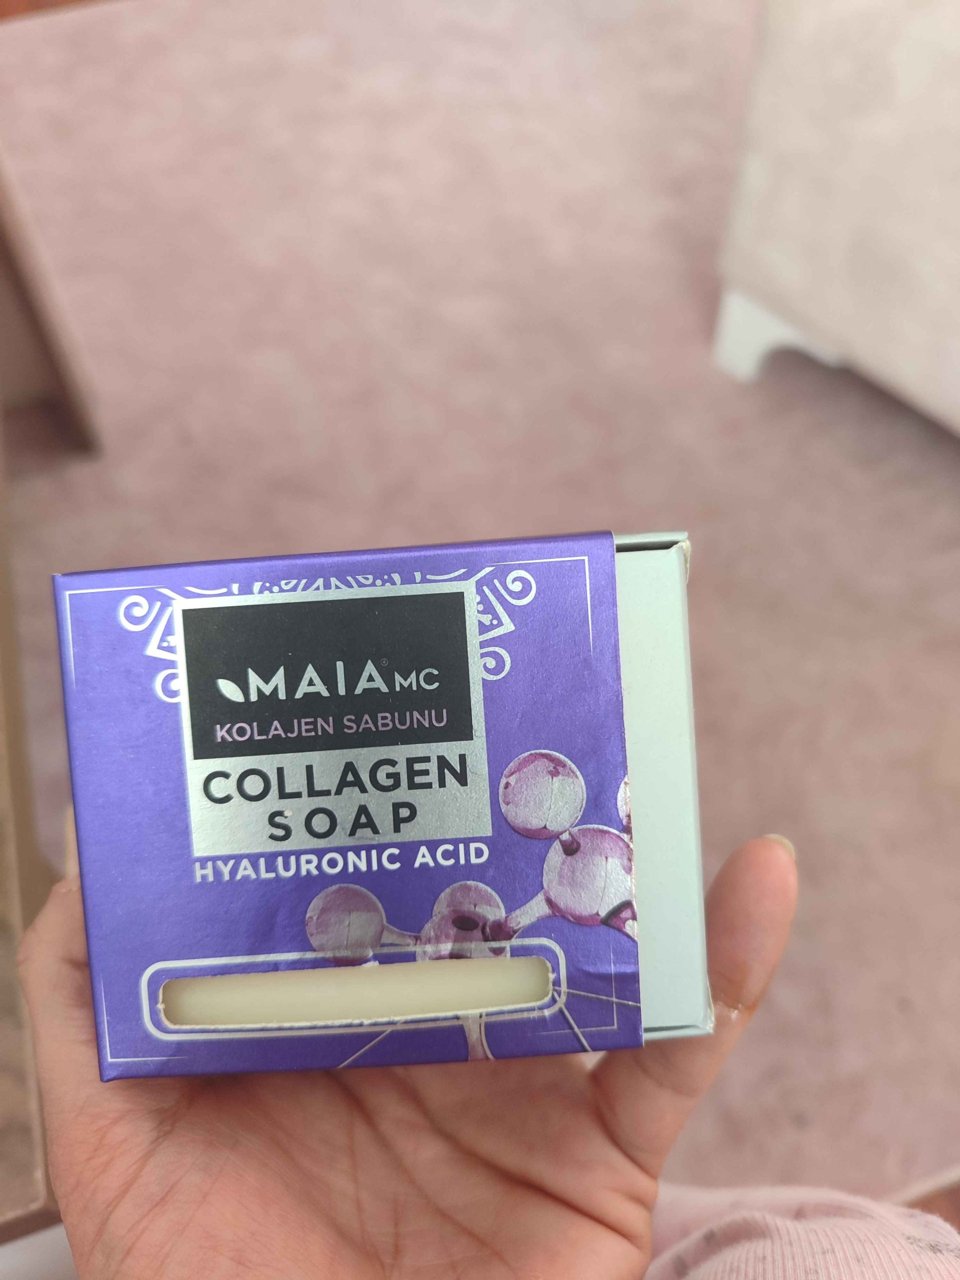 MAIA® MC
KOLAJEN SABUNU
COLLAGEN
SOAP
HYALURONIC ACID